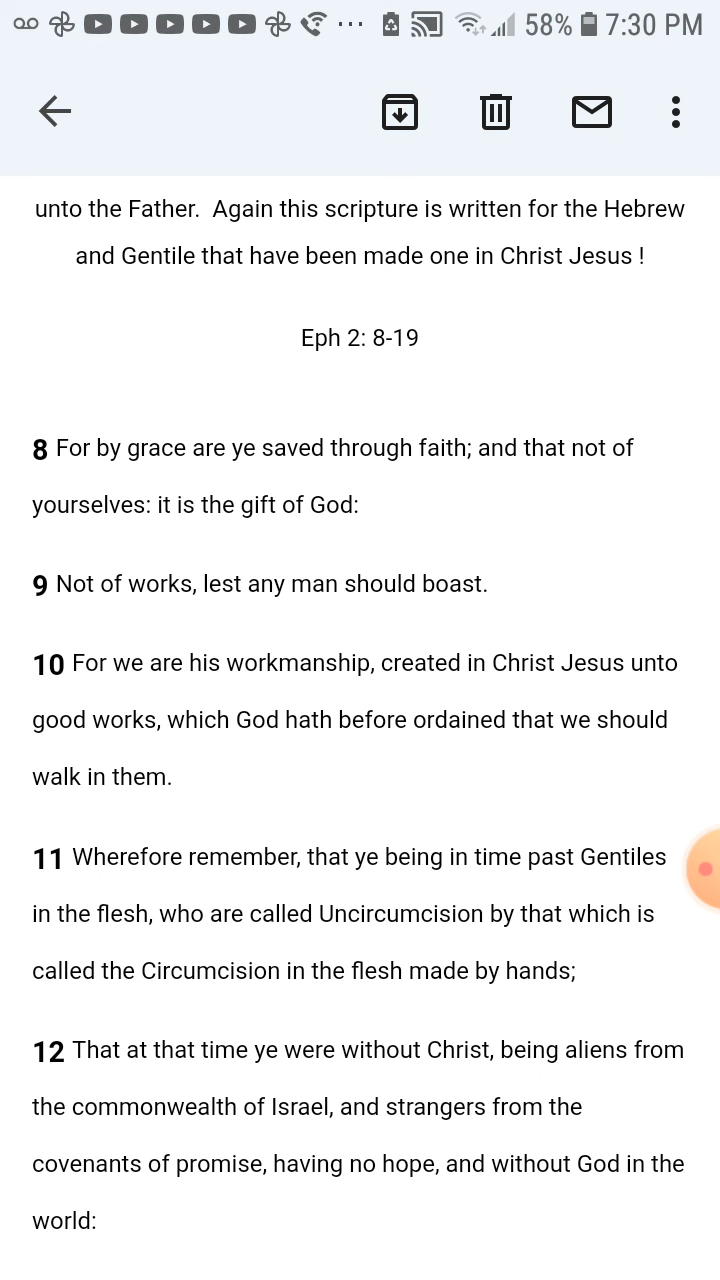 58% 7:30 PM
unto the Father.  Again this scripture is written for the Hebrew
and Gentile that have been made one in Christ Jesus !
Eph 2: 8-19
8 For by grace are ye saved through faith; and that not of
yourselves: it is the gift of God:
9 Not of works, lest any man should boast.
10 For we are his workmanship, created in Christ Jesus unto
good works, which God hath before ordained that we should
walk in them.
11 Wherefore remember, that ye being in time past Gentiles
in the flesh, who are called Uncircumcision by that which is
called the Circumcision in the flesh made by hands;
12 That at that time ye were without Christ, being aliens from
the commonwealth of Israel, and strangers from the
covenants of promise, having no hope, and without God in the
world: